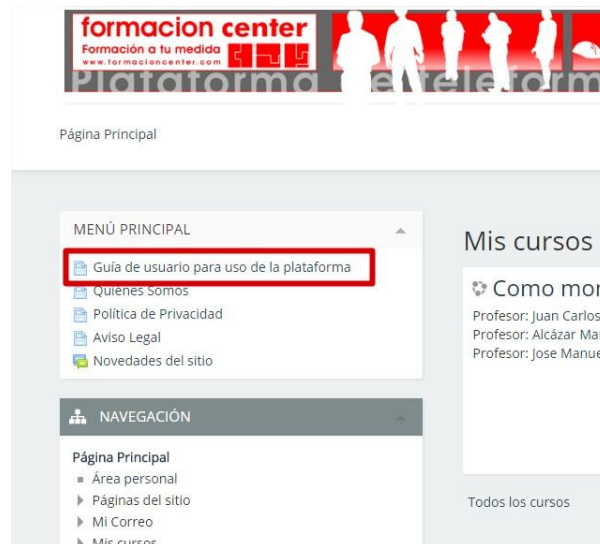 formacion center
Formación a tu medida
www.formacioncenter.com
Plataforma de teleform
Página Principal
MENÚ PRINCIPAL
Guía de usuario para uso de la plataforma
Quiénes Somos
Política de Privacidad
Aviso Legal
Novedades del sitio
NAVEGACIÓN
Página Principal
Área personal
Páginas del sitio
Mi Correo
Mis cursos
Mis cursos
Como mon
Profesor: Juan Carlos
Profesor: Alcázar Ma
Profesor: Jose Manue
Todos los cursos